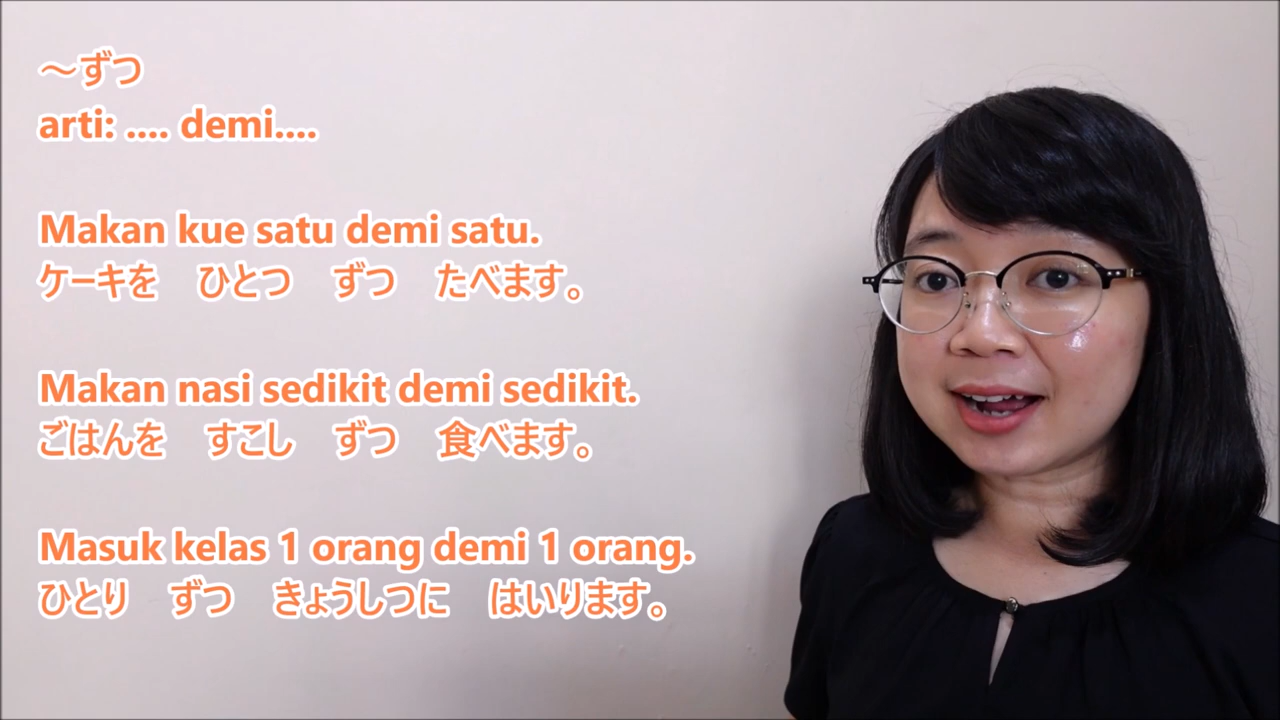 ～ずつ
arti: .... demi....
Makan kue satu demi satu.
ケーキを　ひとつ　ずつ　たべます。
Makan nasi sedikit demi sedikit.
ごはんを　すこし　ずつ　食べます。
Masuk kelas 1 orang demi 1 orang.
ひとり　ずつ　きょうしつに　はいります。